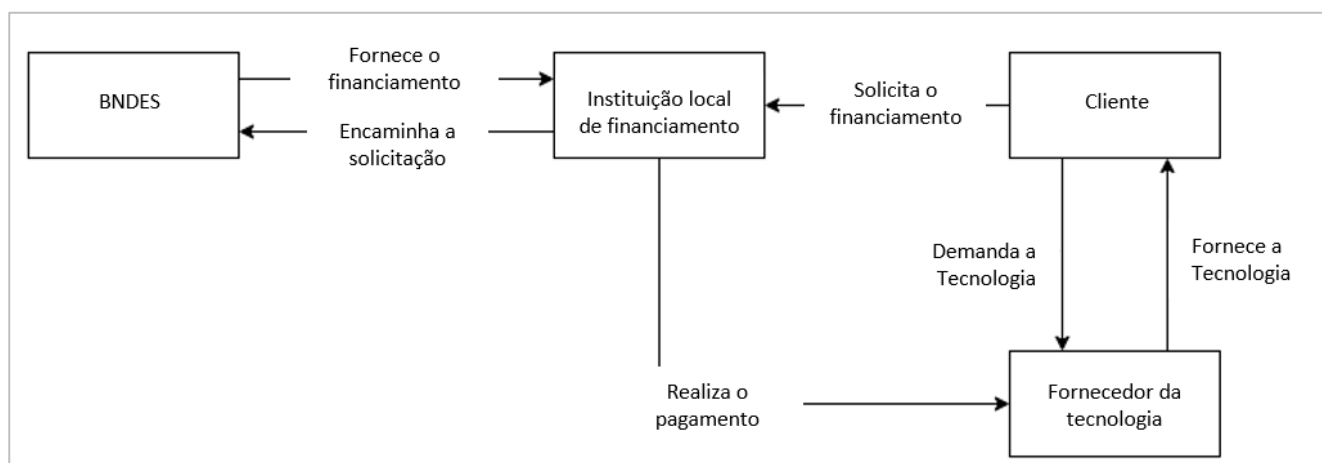 BNDES
Fornece o
financiamento
Encaminha a
solicitação
Instituição local
de financiamento
Solicita o
financiamento
Cliente
Demanda a
Tecnologia
Fornece a
Tecnologia
Realiza o
pagamento
Fornecedor da
tecnologia